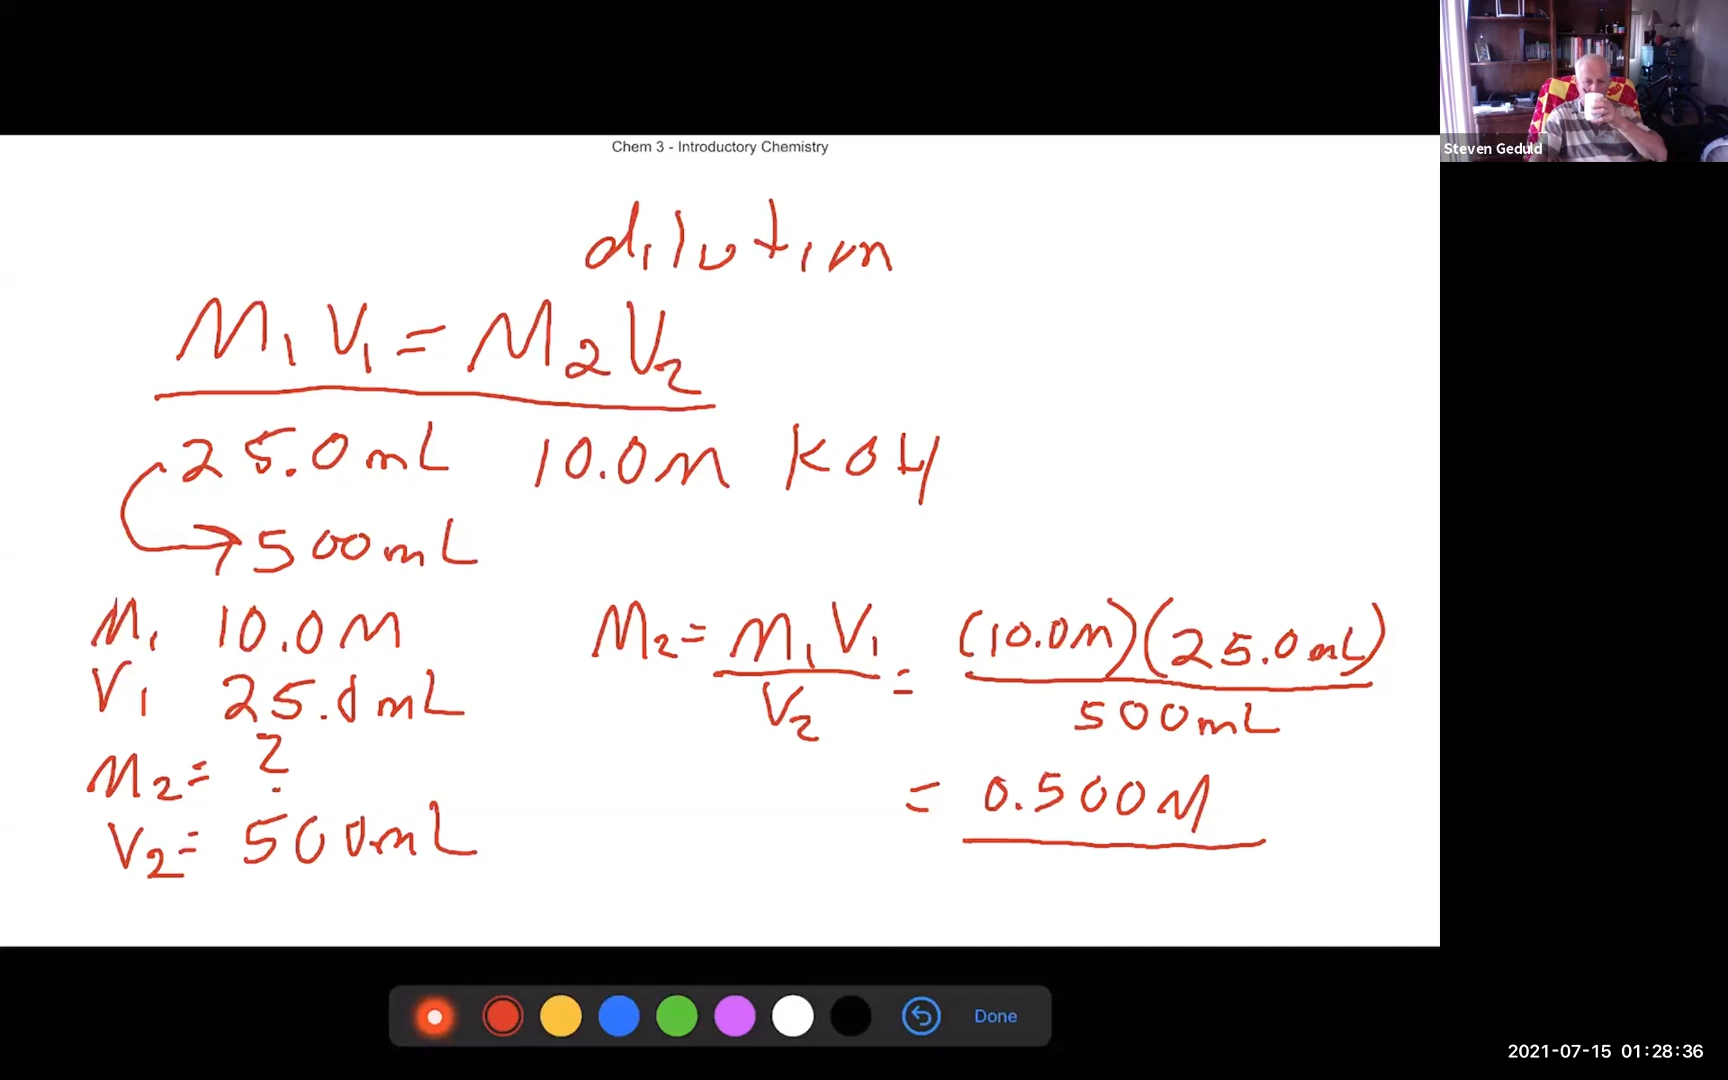 Chem 3 - Introductory Chemistry
Steven Geduld
dilution
M₁V₁ = M₂V₂
25.0mL 10.0M KOH
500mL
M₁ 10.0M
V₁ 25.0mL
M₂ = ?
V₂ = 500mL
M₂ = M₁V₁ = (10.0M)(25.0mL)
V₂ 500mL
= 0.500M
Done
2021-07-15 01:28:36